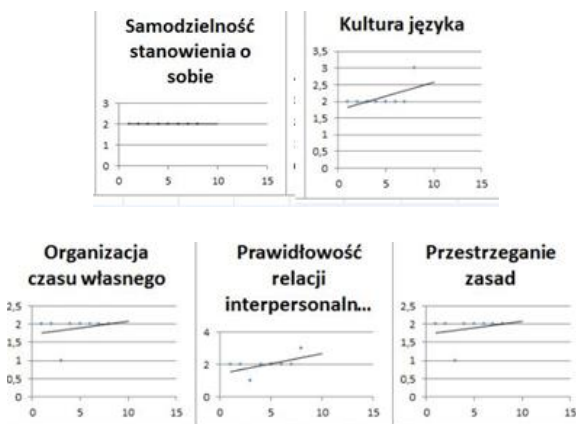 Samodzielność
stanowienia o
sobie
3
2
1
0
0 5 10 15
Kultura języka
3,5
3
2,5
2
1,5
1
0,5
0
0 5 10 15
Organizacja
czasu własnego
2,5
2
1,5
1
0,5
0
0 5 10 15
Prawidłowość
relacji
interpersonaln...
4
2
0
0 5 10 15
Przestrzeganie
zasad
2,5
2
1,5
1
0,5
0
0 5 10 15